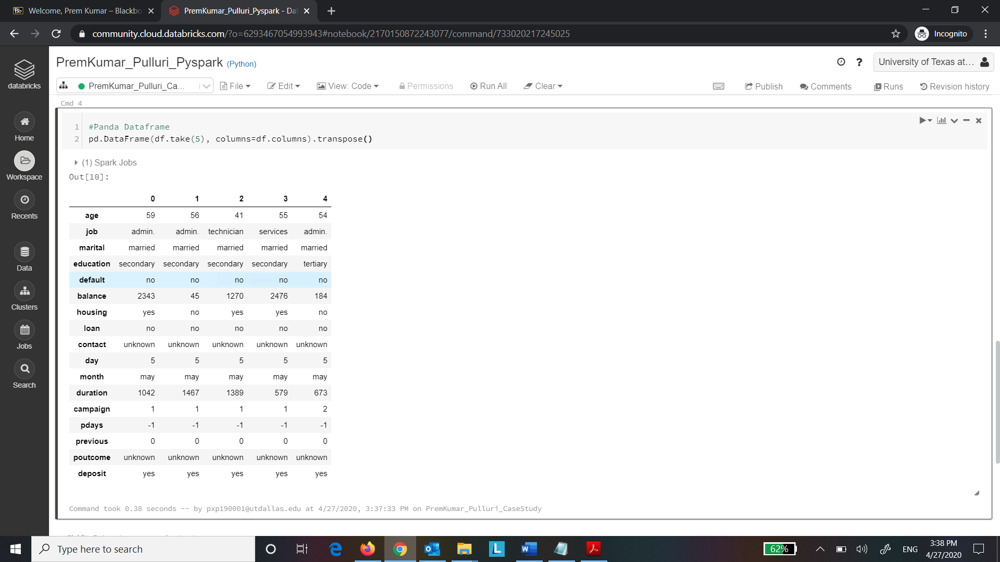 Bb Welcome, Prem Kumar – Blackbo
PremKumar_Pulluri_Pyspark - Dat
community.cloud.databricks.com/?o=6293467054993943#notebook/2170150872243077/command/733020217245025
Incognito
databricks
Home
Workspace
Recents
Data
Clusters
Jobs
Search
PremKumar_Pulluri_Pyspark (Python)
? University of Texas at...
PremKumar_Pulluri_Ca... File Edit View: Code Permissions Run All Clear Publish Comments Runs Revision history
Cmd 4
1 #Panda Dataframe
2 pd.DataFrame(df.take(5), columns=df.columns).transpose()
(1) Spark Jobs
Out[10]:
0 1 2 3 4
age 59 56 41 55 54
job admin. admin. technician services admin.
marital married married married married married
education secondary secondary secondary secondary tertiary
default no no no no no
balance 2343 45 1270 2476 184
housing yes no yes yes no
loan no no no no no
contact unknown unknown unknown unknown unknown
day 5 5 5 5 5
month may may may may may
duration 1042 1467 1389 579 673
campaign 1 1 1 1 2
pdays -1 -1 -1 -1 -1
previous 0 0 0 0 0
poutcome unknown unknown unknown unknown unknown
deposit yes yes yes yes yes
Command took 0.38 seconds -- by pxp190001@utdallas.edu at 4/27/2020, 3:37:33 PM on PremKumar_Pulluri_CaseStudy
Type here to search
62%
ENG
3:38 PM
4/27/2020